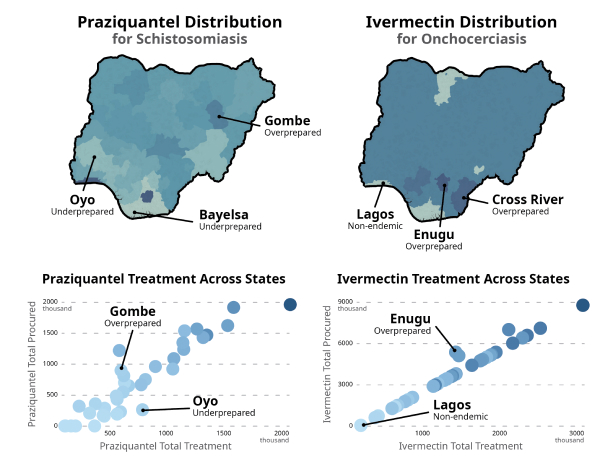 Praziquantel Distribution
for Schistosomiasis
Gombe
Overprepared
Oyo
Underprepared
Bayelsa
Underprepared
Ivermectin Distribution
for Onchocerciasis
Lagos
Non-endemic
Cross River
Overprepared
Enugu
Overprepared
Praziquantel Treatment Across States
Praziquantel Total Procured
2000
thousand
1500
1000
500
0
Gombe
Overprepared
Oyo
Underprepared
500
1000
1500
2000
thousand
Praziquantel Total Treatment
Ivermectin Treatment Across States
Ivermectin Total Procured
9000
thousand
6000
3000
0
Enugu
Overprepared
Lagos
Non-endemic
1000
2000
3000
thousand
Ivermectin Total Treatment